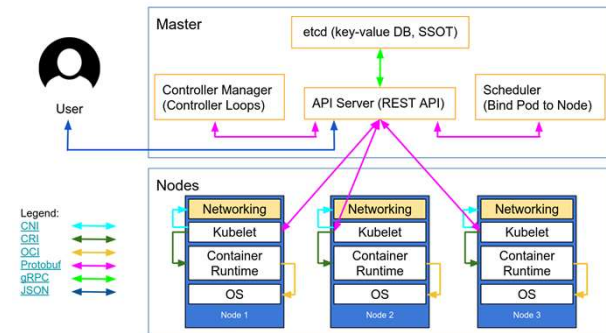 Master
etcd (key-value DB, SSOT)
Controller Manager
(Controller Loops)
API Server (REST API)
Scheduler
(Bind Pod to Node)
User
Nodes
Legend:
CNI
CRI
OCI
Protobuf
gRPC
JSON
Networking
Kubelet
Container
Runtime
OS
Node 1
Networking
Kubelet
Container
Runtime
OS
Node 2
Networking
Kubelet
Container
Runtime
OS
Node 3